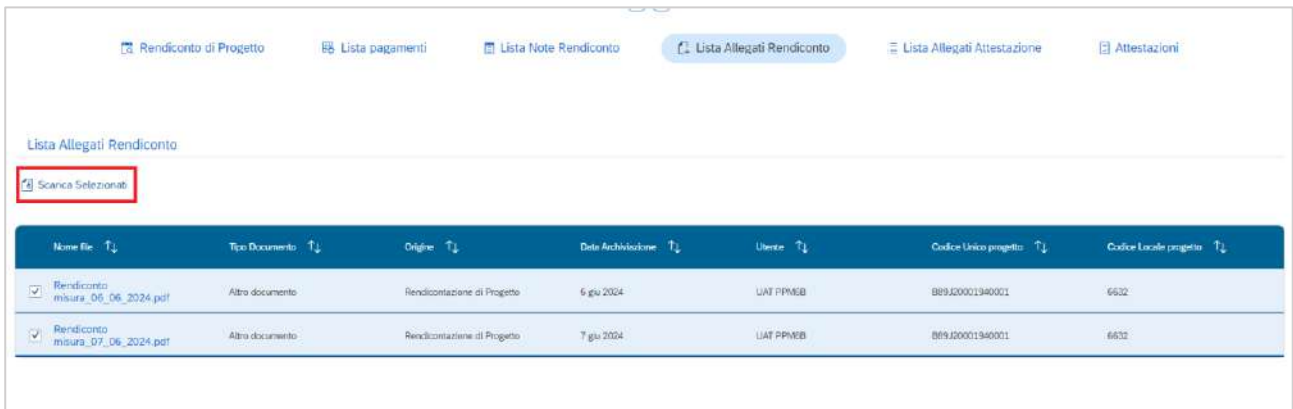 Rendiconto di Progetto Lista pagamenti Lista Note Rendiconto Lista Allegati Rendiconto Lista Allegati Attestazione Attestazioni
Lista Allegati Rendiconto
Scarica Selezionati
Nome file Tipo Documento Origine Data Archiviazione Utente Codice Unico progetto Codice Locale progetto
Rendiconto
misura_06_06_2024.pdf Altro documento Rendicontazione di Progetto 6 giu 2024 UAT PPM6B B89J20001940001 6632
Rendiconto
misura_07_06_2024.pdf Altro documento Rendicontazione di Progetto 7 giu 2024 UAT PPM6B B89J20001940001 6632